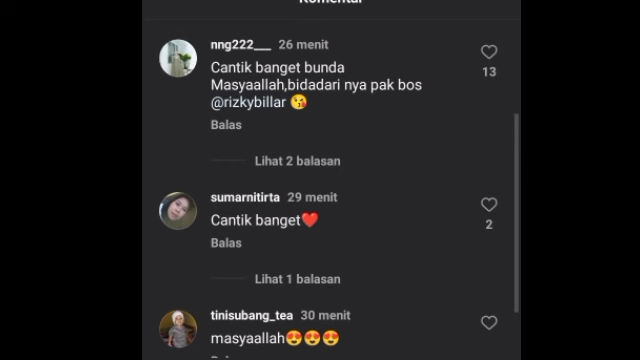 Komentar
nng222___ 26 menit
Cantik banget bunda
Masyaallah,bidadari nya pak bos
@rizkybillar 😘
13
Balas
Lihat 2 balasan
sumarnitirta 29 menit
Cantik banget❤️
2
Balas
Lihat 1 balasan
tinisubang_tea 30 menit
masyaallah😍😍😍